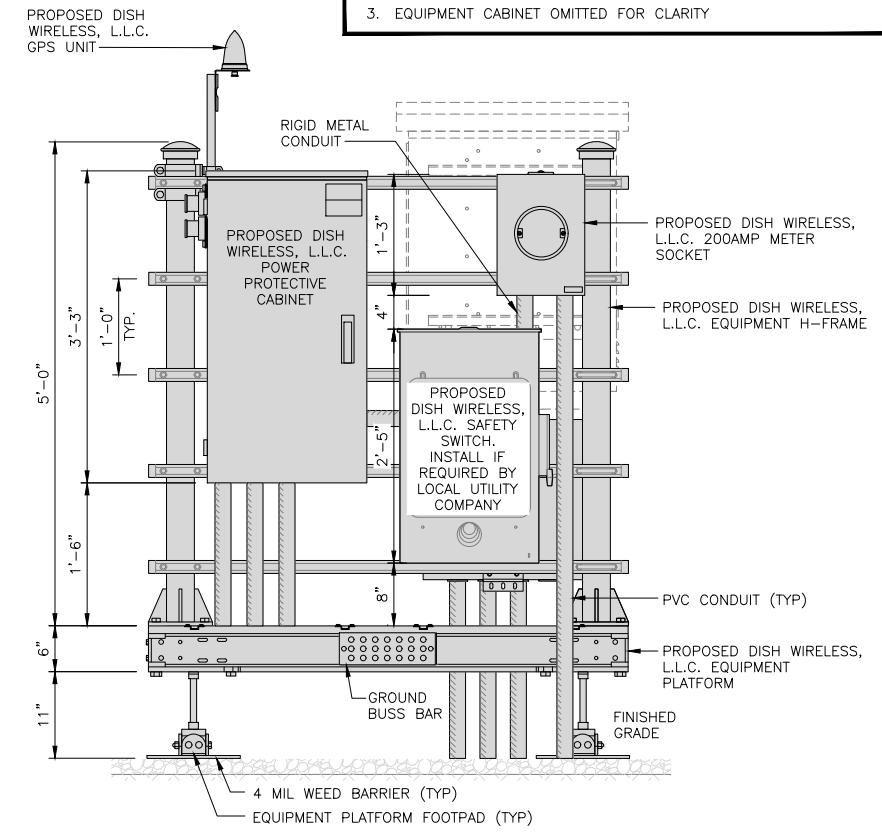 PROPOSED DISH
WIRELESS, L.L.C.
GPS UNIT
3. EQUIPMENT CABINET OMITTED FOR CLARITY
RIGID METAL
CONDUIT
PROPOSED DISH
WIRELESS, L.L.C.
POWER
PROTECTIVE
CABINET
1'-3"
PROPOSED DISH WIRELESS,
L.L.C. 200AMP METER
SOCKET
4"
PROPOSED DISH WIRELESS,
L.L.C. EQUIPMENT H-FRAME
5'-0"
3'-3"
1'-0"
TYP.
2'-5"
PROPOSED
DISH WIRELESS,
L.L.C. SAFETY
SWITCH.
INSTALL IF
REQUIRED BY
LOCAL UTILITY
COMPANY
1'-6"
8"
PVC CONDUIT (TYP)
6"
PROPOSED DISH WIRELESS,
L.L.C. EQUIPMENT
PLATFORM
11"
GROUND
BUSS BAR
FINISHED
GRADE
4 MIL WEED BARRIER (TYP)
EQUIPMENT PLATFORM FOOTPAD (TYP)